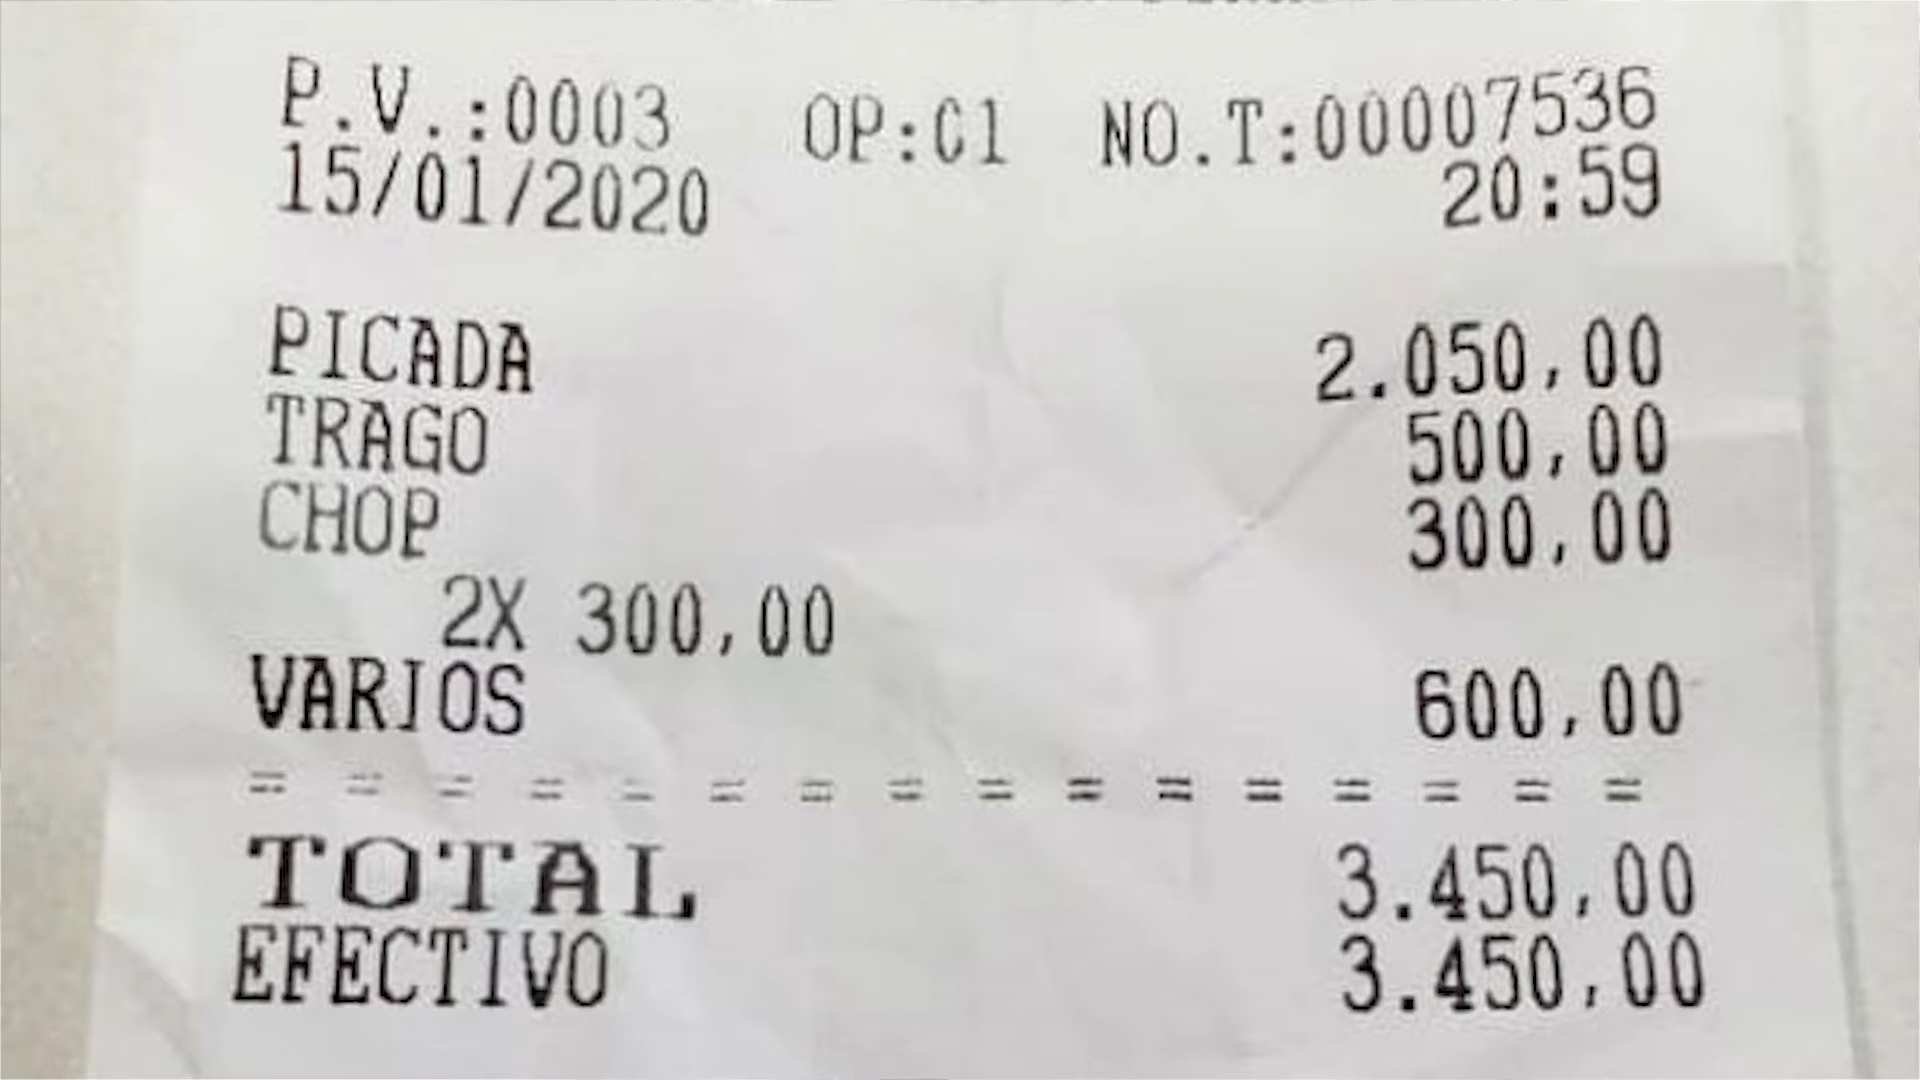 P.V.:0003 OP:C1 NO.T:00007536
15/01/2020 20:59
PICADA 2.050,00
TRAGO 500,00
CHOP 300,00
2X 300,00
VARIOS 600,00
= = = = = = = = = = = = = = = =
TOTAL 3.450,00
EFECTIVO 3.450,00